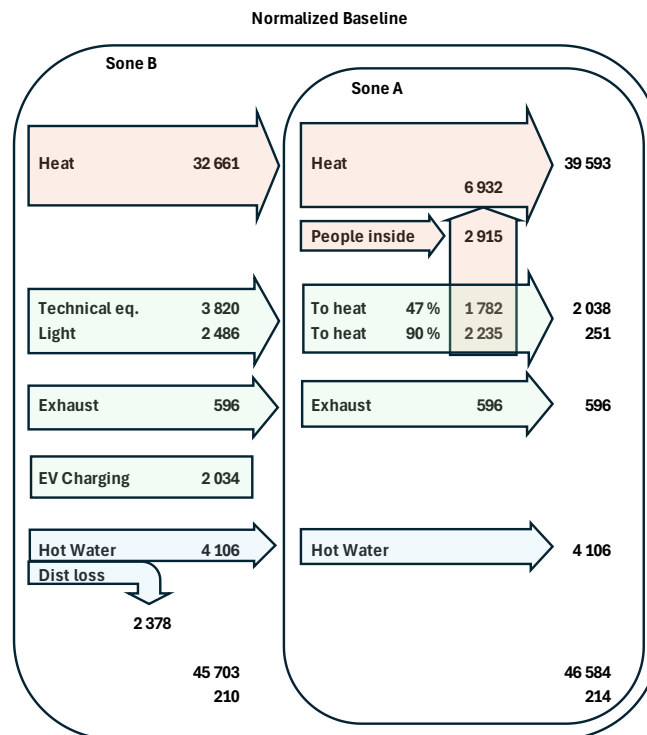 Normalized Baseline
Sone B
Sone A
Heat 32 661
Heat 39 593
6 932
People inside 2 915
Technical eq. 3 820 To heat 47 % 1 782 2 038
Light 2 486 To heat 90 % 2 235 251
Exhaust 596 Exhaust 596 596
EV Charging 2 034
Hot Water 4 106 Hot Water 4 106
Dist loss
2 378
45 703 46 584
210 214